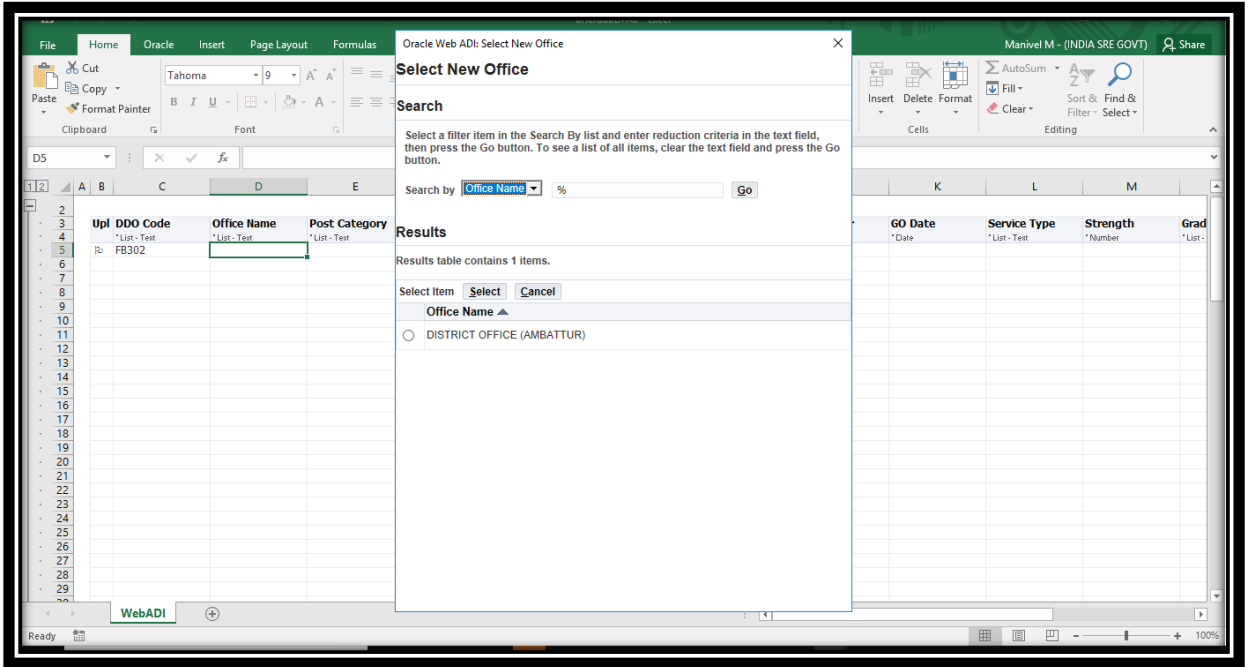 Oracle Web ADI: Select New Office
File Home Oracle Insert Page Layout Formulas
Manivel M - (INDIA SRE GOVT) Share
Cut
Copy
Format Painter
Paste
Clipboard
Tahoma 9
B I U
Font
Insert Delete Format
Cells
AutoSum
Fill
Clear
Sort & Filter
Find & Select
Editing
Select New Office
Search
Select a filter item in the Search By list and enter reduction criteria in the text field,
then press the Go button. To see a list of all items, clear the text field and press the Go
button.
Search by Office Name % Go
Results
Results table contains 1 items.
Select Item Select Cancel
Office Name
DISTRICT OFFICE (AMBATTUR)
D5 fx
1 2 A B C D E K L M
2
3 Upl DDO Code Office Name Post Category GO Date Service Type Strength Grad
4 * List - Text * List - Text * List - Text * Date * List - Text * Number * List -
5 FB302
6
7
8
9
10
11
12
13
14
15
16
17
18
19
20
21
22
23
24
25
26
27
28
29
WebADI
Ready 100%